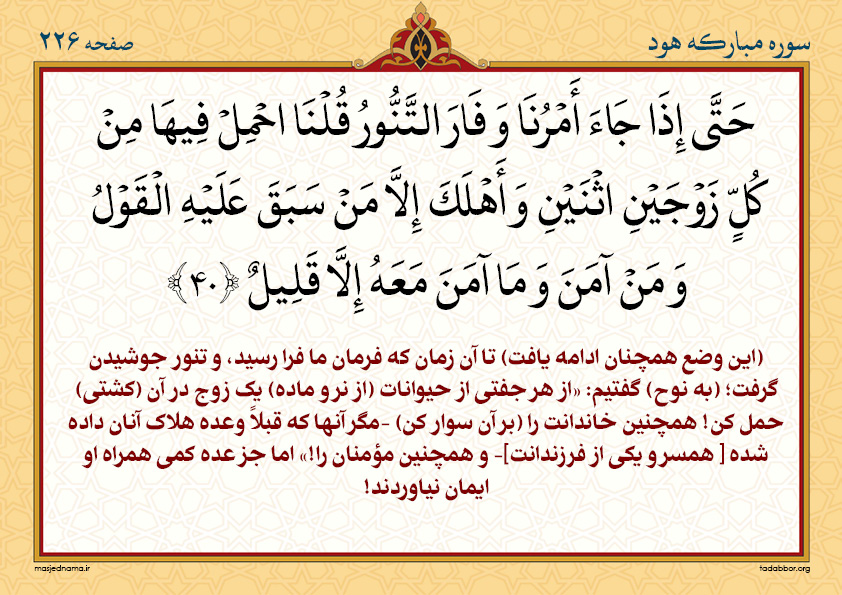 سوره مبارکه هود
صفحه ۲۲۶
حَتَّى إِذَا جَاءَ أَمْرُنَا وَ فَارَ التَّنُّورُ قُلْنَا احْمِلْ فِيهَا مِنْ
كُلٍّ زَوْجَيْنِ اثْنَيْنِ وَ أَهْلَكَ إِلَّا مَنْ سَبَقَ عَلَيْهِ الْقَوْلُ
وَ مَنْ آمَنَ وَ مَا آمَنَ مَعَهُ إِلَّا قَلِيلٌ ﴿۴۰﴾
(این وضع همچنان ادامه یافت) تا آن زمان که فرمان ما فرا رسید، و تنور جوشیدن
گرفت؛ (به نوح) گفتیم: «از هر جفتی از حیوانات (از نر و ماده) یک زوج در آن (کشتی)
حمل کن! همچنین خاندانت را (بر آن سوار کن) -مگر آنها که قبلاً وعده هلاک آنان داده
شده [ همسر و یکی از فرزندانت]- و همچنین مؤمنان را!» اما جز عده کمی همراه او
ایمان نیاوردند!
masjednama.ir
tadabbor.org